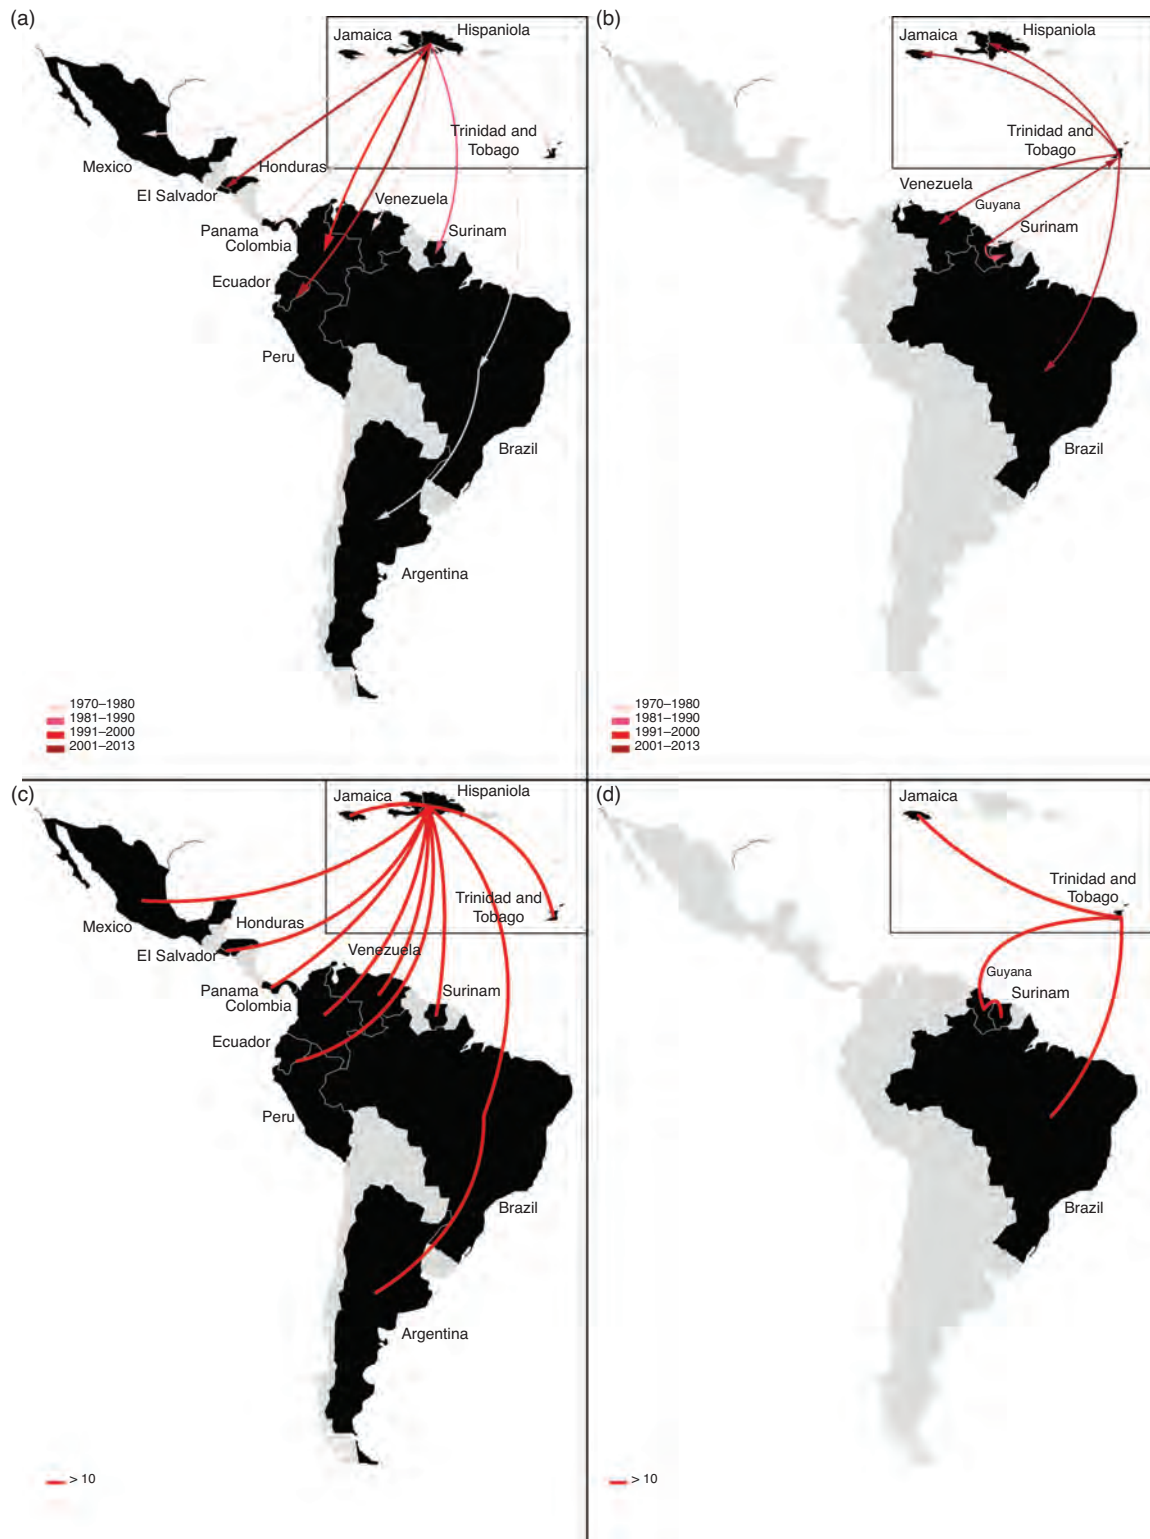 (a)
Jamaica
Hispaniola
Trinidad and
Tobago
Mexico
Honduras
El Salvador
Venezuela
Panama
Colombia
Surinam
Ecuador
Peru
Brazil
Argentina
1970–1980
1981–1990
1991–2000
2001–2013
(b)
Jamaica
Hispaniola
Trinidad and
Tobago
Venezuela
Guyana
Surinam
Brazil
1970–1980
1981–1990
1991–2000
2001–2013
(c)
Jamaica
Hispaniola
Trinidad and
Tobago
Mexico
Honduras
El Salvador
Venezuela
Panama
Colombia
Surinam
Ecuador
Peru
Brazil
Argentina
> 10
(d)
Jamaica
Trinidad and
Tobago
Guyana
Surinam
Brazil
> 10